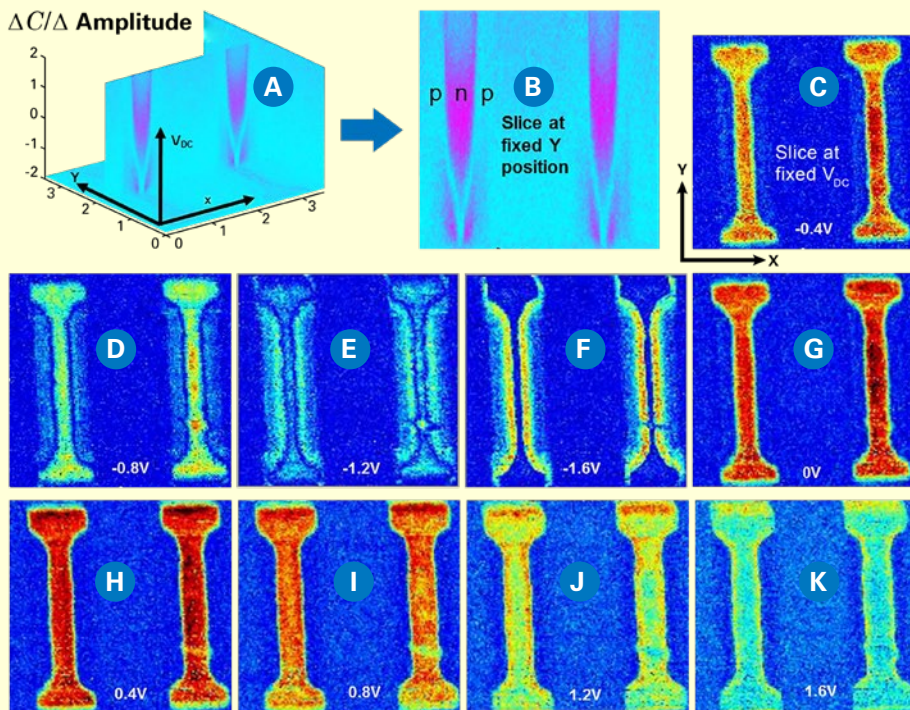 ΔC/Δ Amplitude
2
1
0
-1
-2
3
2
1
0
0
1
2
3
Y
V_DC
x
A
p n p
B
Slice at
fixed Y
position
C
Slice at
fixed V_DC
-0.4V
Y
X
D
-0.8V
E
-1.2V
F
-1.6V
G
0V
H
0.4V
I
0.8V
J
1.2V
K
1.6V